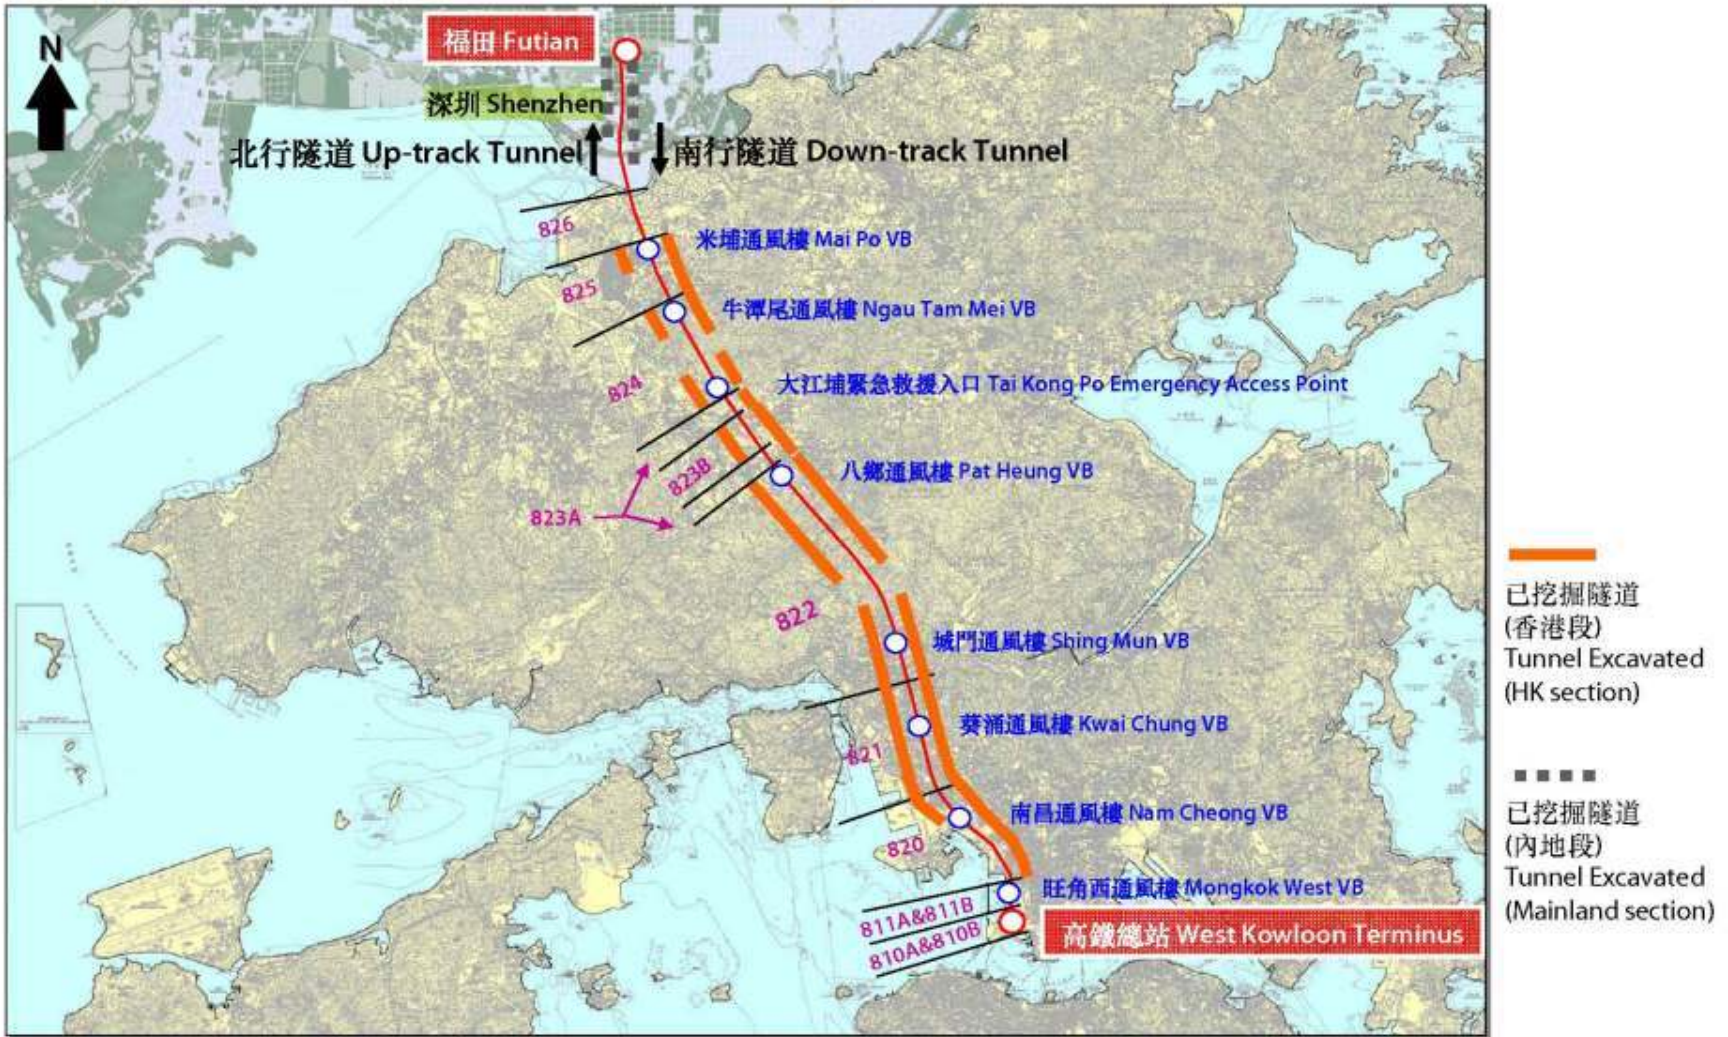 N
福田 Futian
深圳 Shenzhen
北行隧道 Up-track Tunnel
南行隧道 Down-track Tunnel
826
米埔通風樓 Mai Po VB
825
牛潭尾通風樓 Ngau Tam Mei VB
824
大江埔緊急救援入口 Tai Kong Po Emergency Access Point
823B
八鄉通風樓 Pat Heung VB
823A
822
城門通風樓 Shing Mun VB
821
葵涌通風樓 Kwai Chung VB
南昌通風樓 Nam Cheong VB
820
旺角西通風樓 Mongkok West VB
811A&811B
高鐵總站 West Kowloon Terminus
810A&810B
已挖掘隧道
(香港段)
Tunnel Excavated
(HK section)
已挖掘隧道
(內地段)
Tunnel Excavated
(Mainland section)